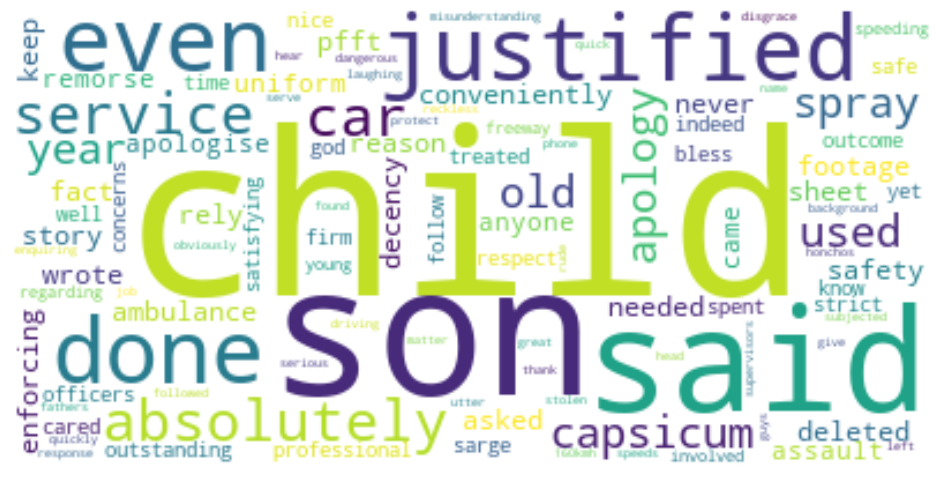 keep
even
nice
pfft
misunderstanding
justified
disgrace
speeding
hear
dangerous
quick
safe
remorse
time
uniform
laughing
conveniently
name
service
serve
car
protect
reckless
never
spray
year
apologise
god
reason
freeway
phone
treated
apology
indeed
bless
outcome
footage
fact
concerns
child
decency
old
sheet
yet
well
rely
satisfying
found
follow
anyone
came
background
used
story
obviously
firm
honchos
enquiring
wrote
young
respect
rude
safety
know
regarding
job
ambulance
son
needed
spent
strict
subjected
enforcing
done
driving
matter
great
said
head
supervisors
give
serious
thank
officers
followed
fathers
absolutely
utter
stolen
asked
cared
quickly
response
outstanding
professional
sarge
capsicum
guys
deleted
160kmh
speeds
involved
assault
left